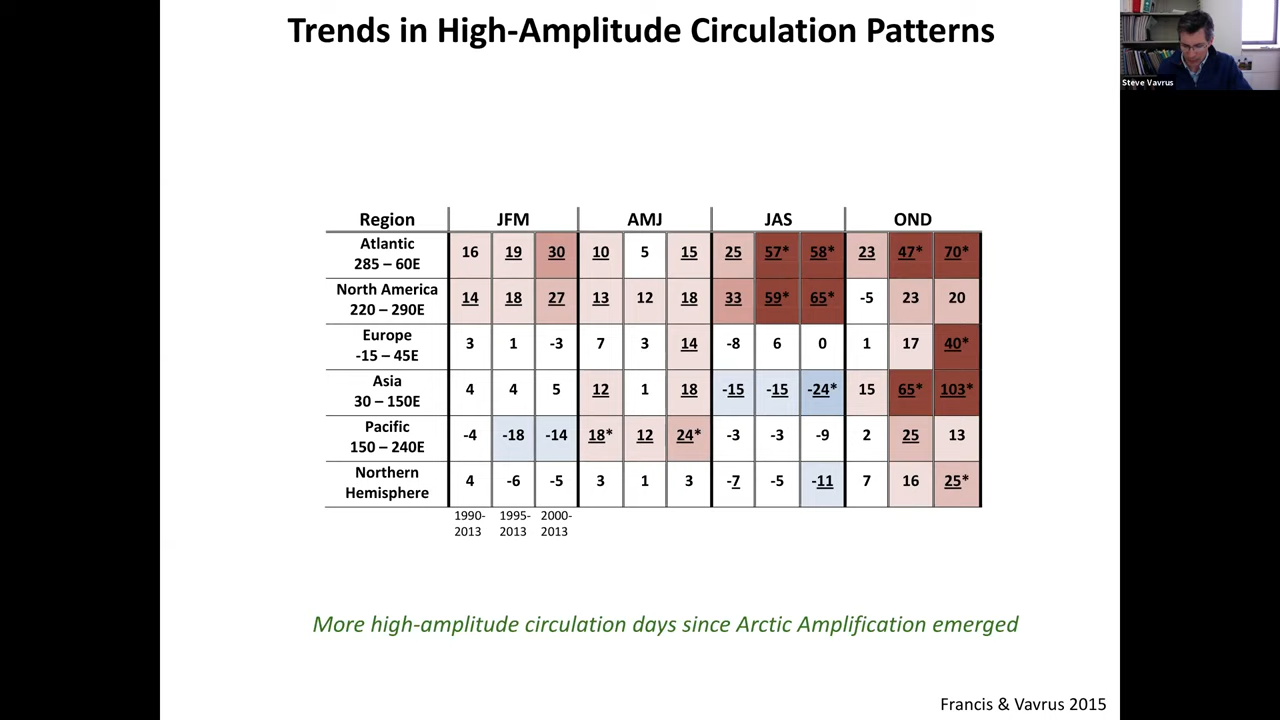 Trends in High-Amplitude Circulation Patterns
Steve Vavrus
Region JFM AMJ JAS OND
Atlantic
285 – 60E
16 19 30 10 5 15 25 57* 58* 23 47* 70*
North America
220 – 290E
14 18 27 13 12 18 33 59* 65* -5 23 20
Europe
-15 – 45E
3 1 -3 7 3 14 -8 6 0 1 17 40*
Asia
30 – 150E
4 4 5 12 1 18 -15 -15 -24* 15 65* 103*
Pacific
150 – 240E
-4 -18 -14 18* 12 24* -3 -3 -9 2 25 13
Northern
Hemisphere
4 -6 -5 3 1 3 -7 -5 -11 7 16 25*
1990- 1995- 2000-
2013 2013 2013
More high-amplitude circulation days since Arctic Amplification emerged
Francis & Vavrus 2015